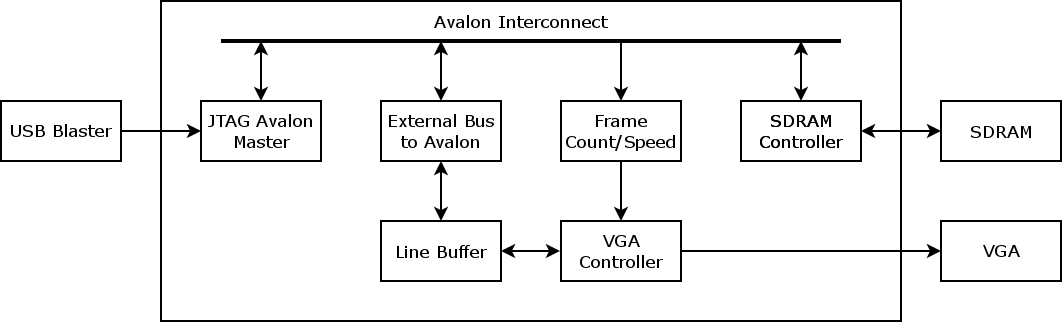 Avalon Interconnect
USB Blaster
JTAG Avalon
Master
External Bus
to Avalon
Frame
Count/Speed
SDRAM
Controller
SDRAM
Line Buffer
VGA
Controller
VGA